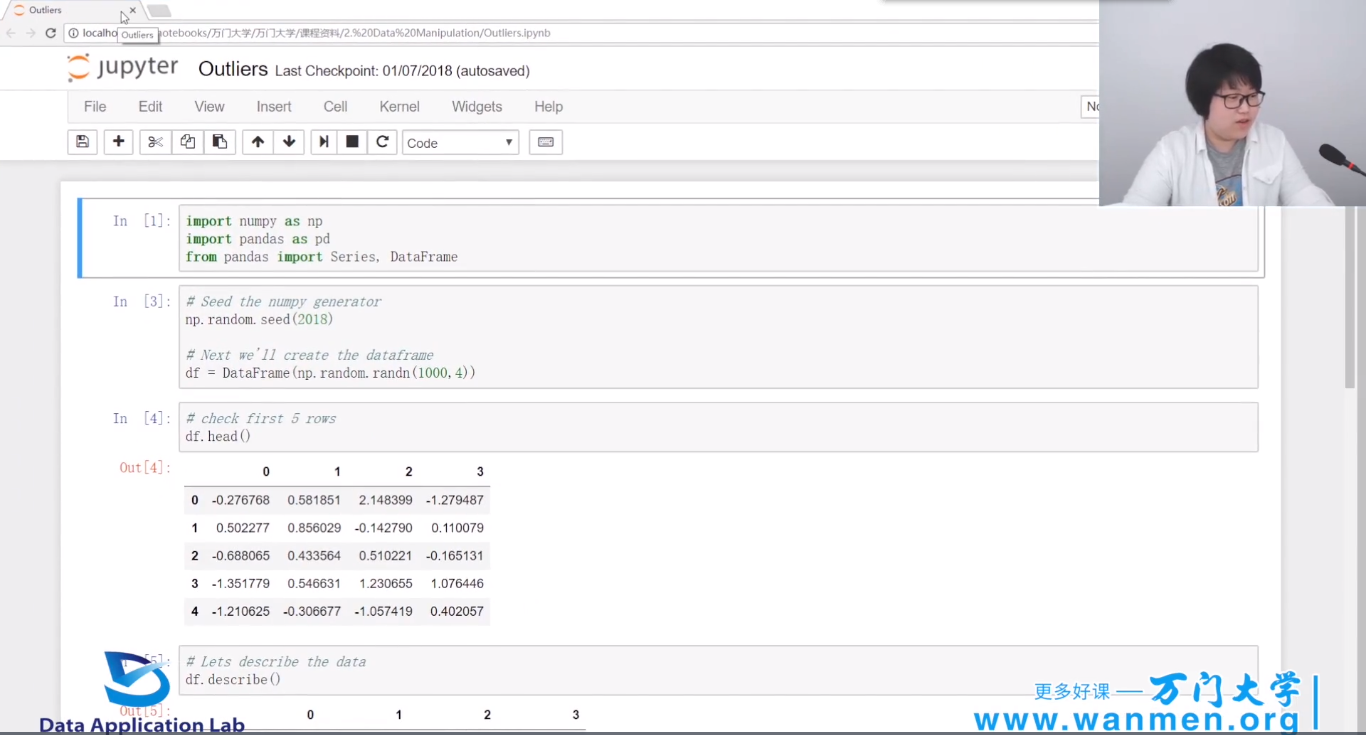 Outliers
localho
Outliers
notebooks/万门大学/万门大学/课程资料/2.%20Data%20Manipulation/Outliers.ipynb
jupyter Outliers Last Checkpoint: 01/07/2018 (autosaved)
File Edit View Insert Cell Kernel Widgets Help
Code
In [1]: import numpy as np
import pandas as pd
from pandas import Series, DataFrame
In [3]: # Seed the numpy generator
np.random.seed(2018)
# Next we'll create the dataframe
df = DataFrame(np.random.randn(1000,4))
In [4]: # check first 5 rows
df.head()
Out[4]:
0 1 2 3
0 -0.276768 0.581851 2.148399 -1.279487
1 0.502277 0.856029 -0.142790 0.110079
2 -0.688065 0.433564 0.510221 -0.165131
3 -1.351779 0.546631 1.230655 1.076446
4 -1.210625 -0.306677 -1.057419 0.402057
# Lets describe the data
df.describe()
Out[5]:
0 1 2 3
Data Application Lab
更多好课 — 万门大学
www.wanmen.org